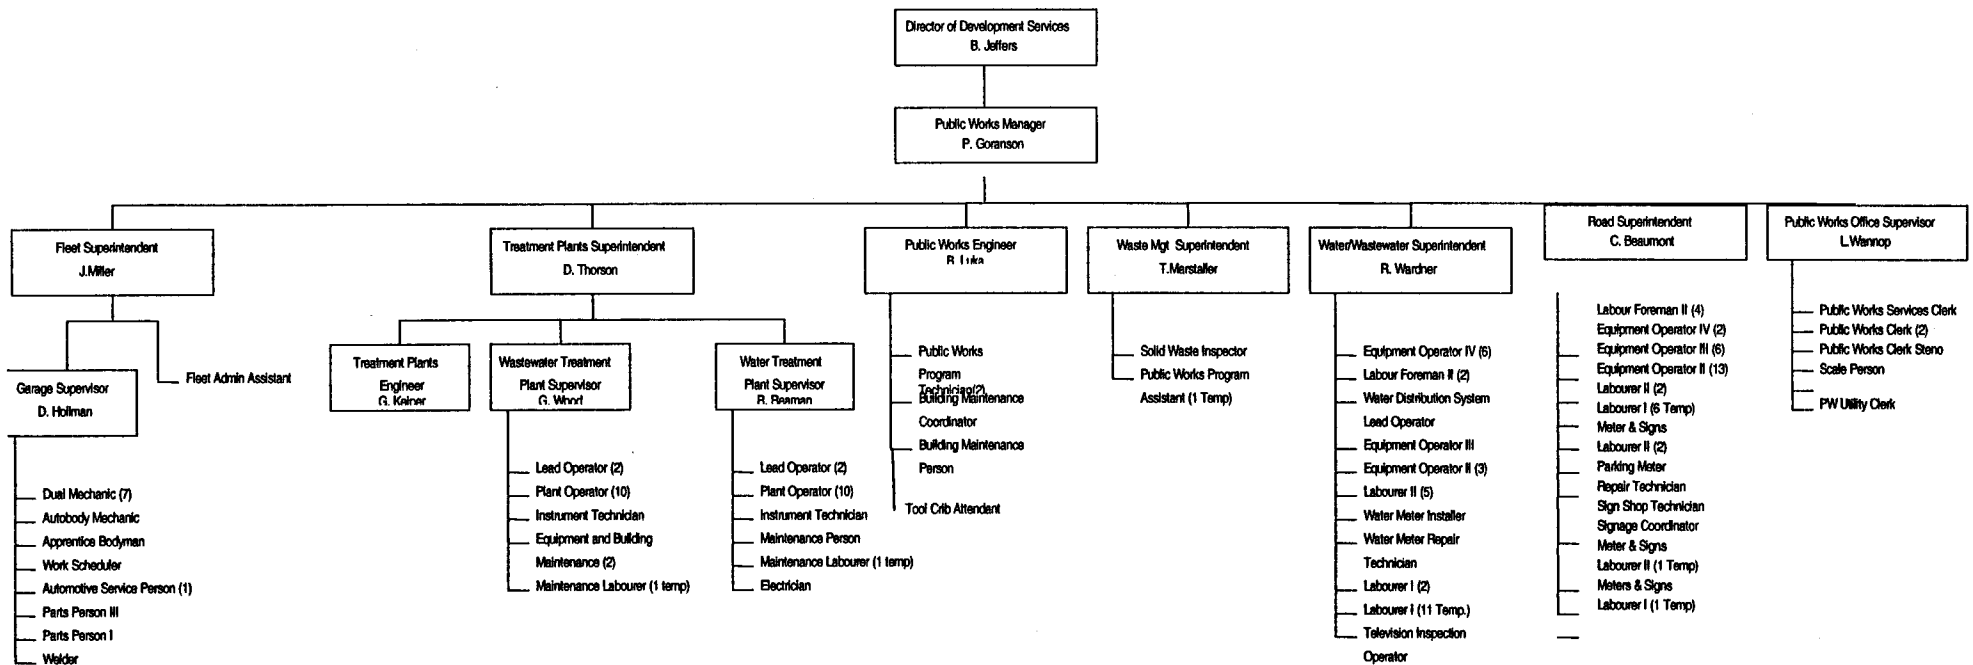 Director of Development Services
B. Jeffers
Public Works Manager
P. Goranson
Fleet Superintendent
J.Miller
Garage Supervisor
D. Hollman
Dual Mechanic (7)
Autobody Mechanic
Apprentice Bodyman
Work Scheduler
Automotive Service Person (1)
Parts Person III
Parts Person I
Welder
Fleet Admin Assistant
Treatment Plants Superintendent
D. Thorson
Treatment Plants
Engineer
G.
Wastewater Treatment
Plant Supervisor
G. Wood
Lead Operator (2)
Plant Operator (10)
Instrument Technician
Equipment and Building
Maintenance (2)
Maintenance Labourer (1 temp)
Water Treatment
Plant Supervisor
R. Beaman
Lead Operator (2)
Plant Operator (10)
Instrument Technician
Maintenance Person
Maintenance Labourer (1 temp)
Electrician
Public Works Engineer
Luka
Public Works
Program
Technician(2)
Building Maintenance
Coordinator
Building Maintenance
Person
Tool Crib Attendant
Waste Mgt Superintendent
T.Marstaller
Solid Waste Inspector
Public Works Program
Assistant (1 Temp)
Water/Wastewater Superintendent
R. Wardner
Equipment Operator IV (6)
Labour Foreman II (2)
Water Distribution System
Lead Operator
Equipment Operator III
Equipment Operator II (3)
Labourer II (5)
Water Meter Installer
Water Meter Repair
Technician
Labourer I (2)
Labourer I (11 Temp.)
Television Inspection
Operator
Road Superintendent
C. Beaumont
Labour Foreman II (4)
Equipment Operator IV (2)
Equipment Operator III (6)
Equipment Operator II (13)
Labourer II (2)
Labourer I (6 Temp)
Meter & Signs
Labourer II (2)
Parking Meter
Repair Technician
Sign Shop Technician
Signage Coordinator
Meter & Signs
Labourer II (1 Temp)
Meters & Signs
Labourer I (1 Temp)
Public Works Office Supervisor
L.Wannop
Public Works Services Clerk
Public Works Clerk (2)
Public Works Clerk Steno
Scale Person
PW Utility Clerk